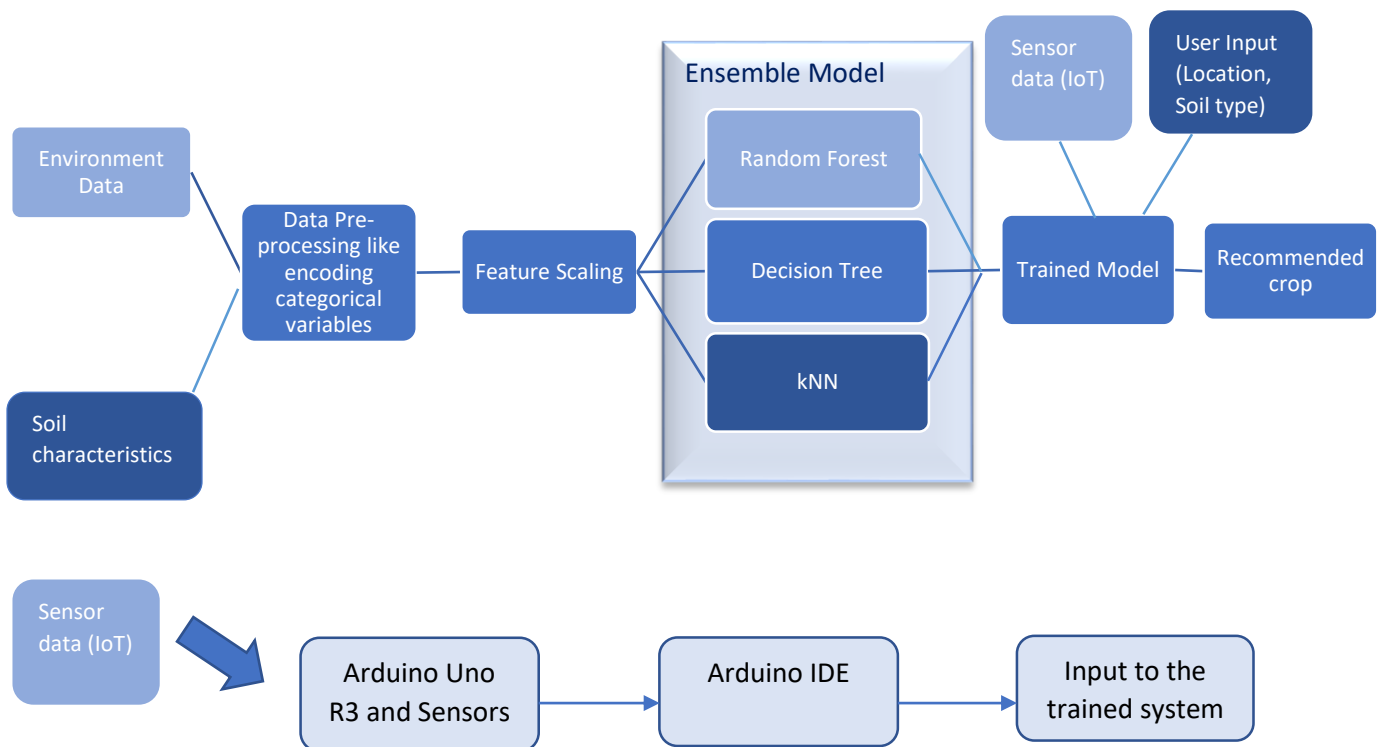 Environment
Data
Soil
characteristics
Data Pre-
processing like
encoding
categorical
variables
Feature Scaling
Ensemble Model
Random Forest
Decision Tree
kNN
Sensor
data (IoT)
User Input
(Location,
Soil type)
Trained Model
Recommended
crop
Sensor
data (IoT)
Arduino Uno
R3 and Sensors
Arduino IDE
Input to the
trained system